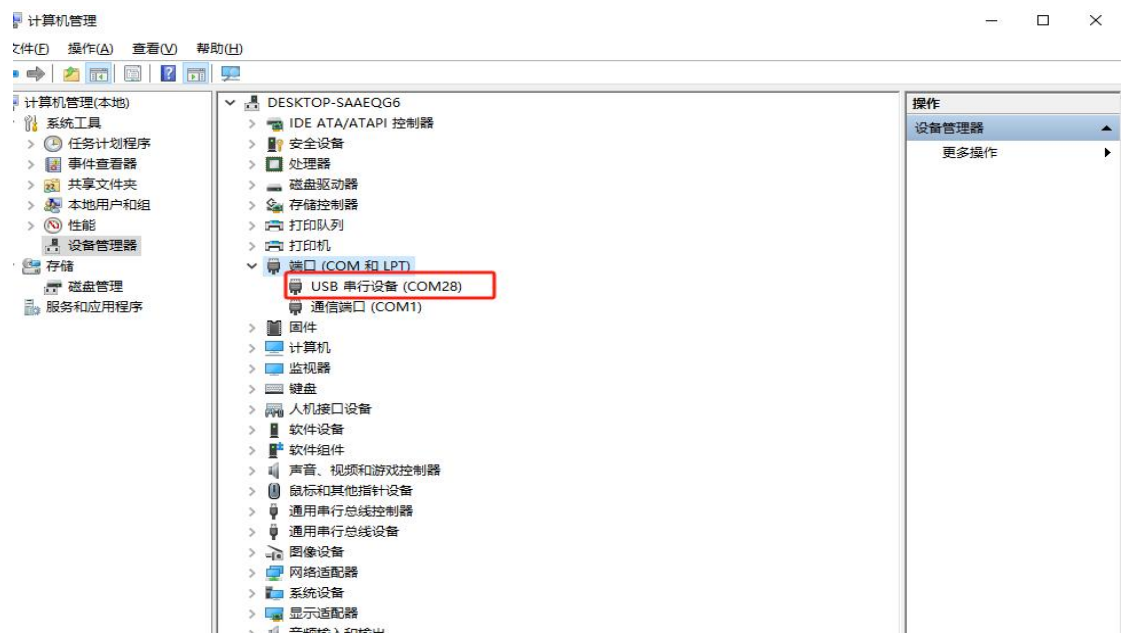 计算机管理
文件(F) 操作(A) 查看(V) 帮助(H)
计算机管理(本地)
系统工具
任务计划程序
事件查看器
共享文件夹
本地用户和组
性能
设备管理器
存储
磁盘管理
服务和应用程序
DESKTOP-SAAEQG6
IDE ATA/ATAPI 控制器
安全设备
处理器
磁盘驱动器
存储控制器
打印队列
打印机
端口 (COM 和 LPT)
USB 串行设备 (COM28)
通信端口 (COM1)
固件
计算机
监视器
键盘
人机接口设备
软件设备
软件组件
声音、视频和游戏控制器
鼠标和其他指针设备
通用串行总线控制器
通用串行总线设备
图像设备
网络适配器
系统设备
显示适配器
音频输入和输出
操作
设备管理器
更多操作